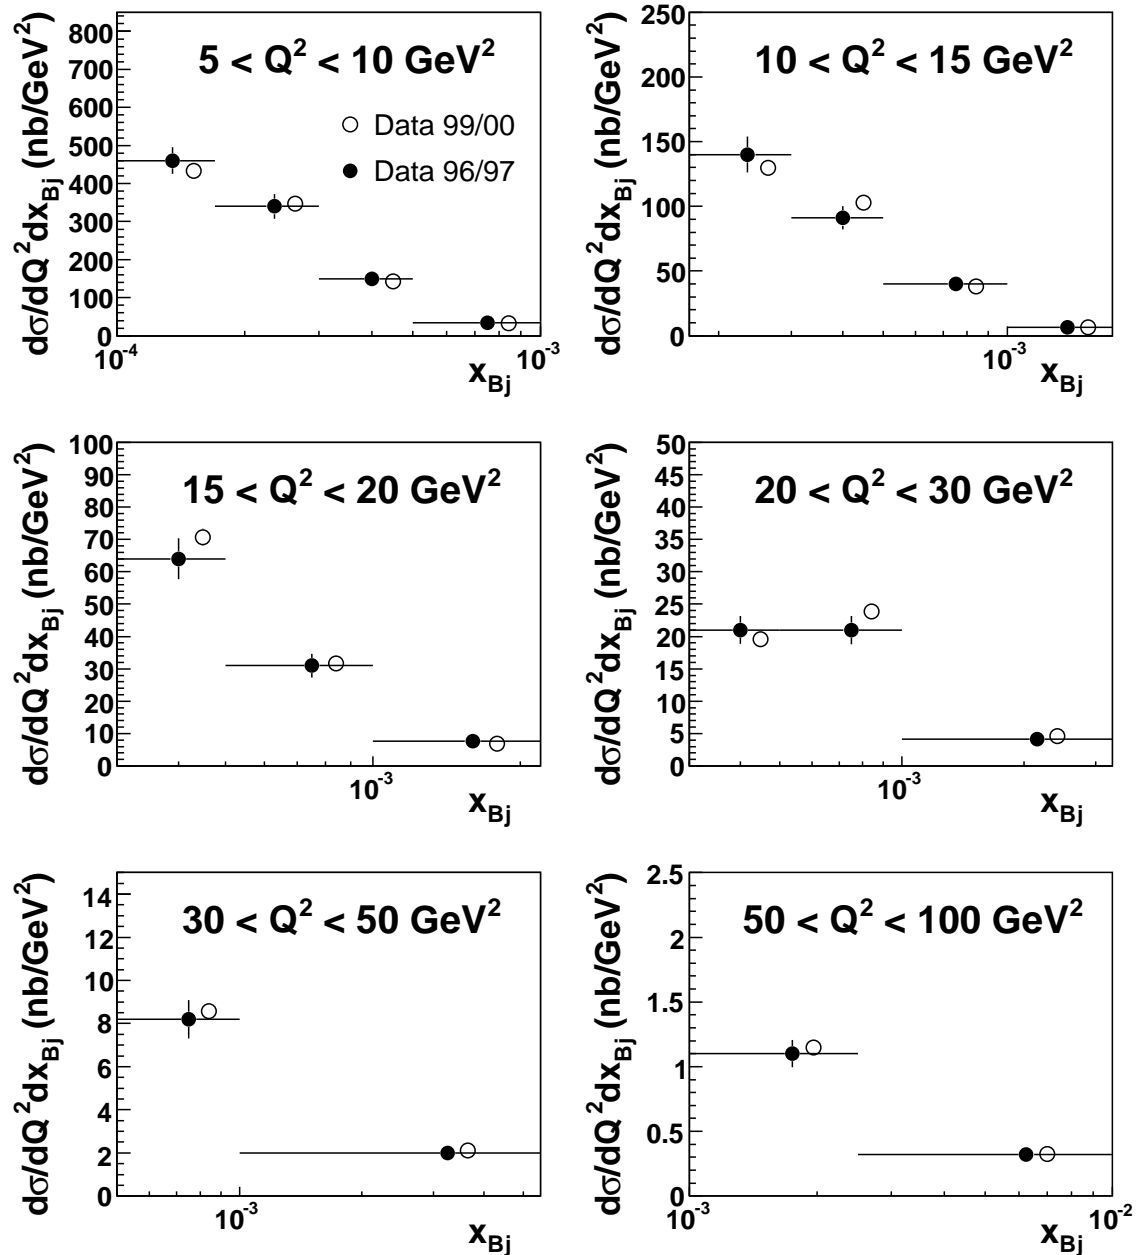 dσ/dQ²dx_Bj (nb/GeV²)
800
700
600
500
400
300
200
100
0
5 < Q² < 10 GeV²
Data 99/00
Data 96/97
10⁻⁴
10⁻³
x_Bj
dσ/dQ²dx_Bj (nb/GeV²)
250
200
150
100
50
0
10 < Q² < 15 GeV²
10⁻³
x_Bj
dσ/dQ²dx_Bj (nb/GeV²)
100
90
80
70
60
50
40
30
20
10
0
15 < Q² < 20 GeV²
10⁻³
x_Bj
dσ/dQ²dx_Bj (nb/GeV²)
50
45
40
35
30
25
20
15
10
5
0
20 < Q² < 30 GeV²
10⁻³
x_Bj
dσ/dQ²dx_Bj (nb/GeV²)
14
12
10
8
6
4
2
0
30 < Q² < 50 GeV²
10⁻³
x_Bj
dσ/dQ²dx_Bj (nb/GeV²)
2.5
2
1.5
1
0.5
0
50 < Q² < 100 GeV²
10⁻³
10⁻²
x_Bj